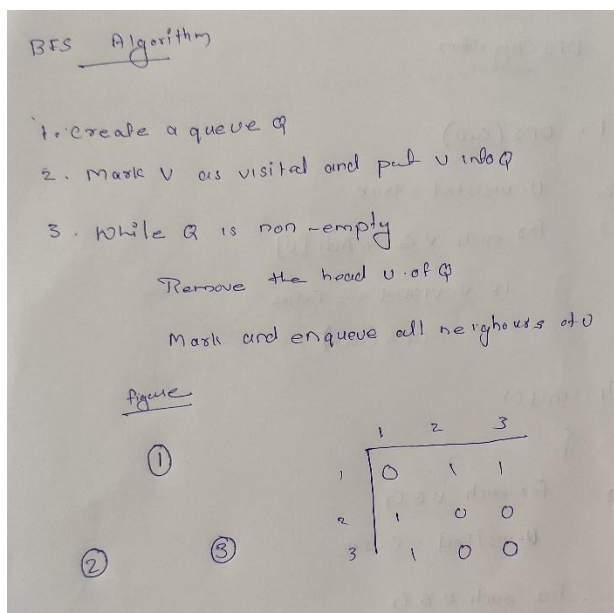 BFS Algorithm
1. Create a queue Q
2. Mark V as visited and put v into Q
3. While Q is non-empty
Remove the head u of Q
Mark and enqueue all neighours of U
figure
1 2 3
①
1 0 1 1
2 1 0 0
② ③
3 1 0 0